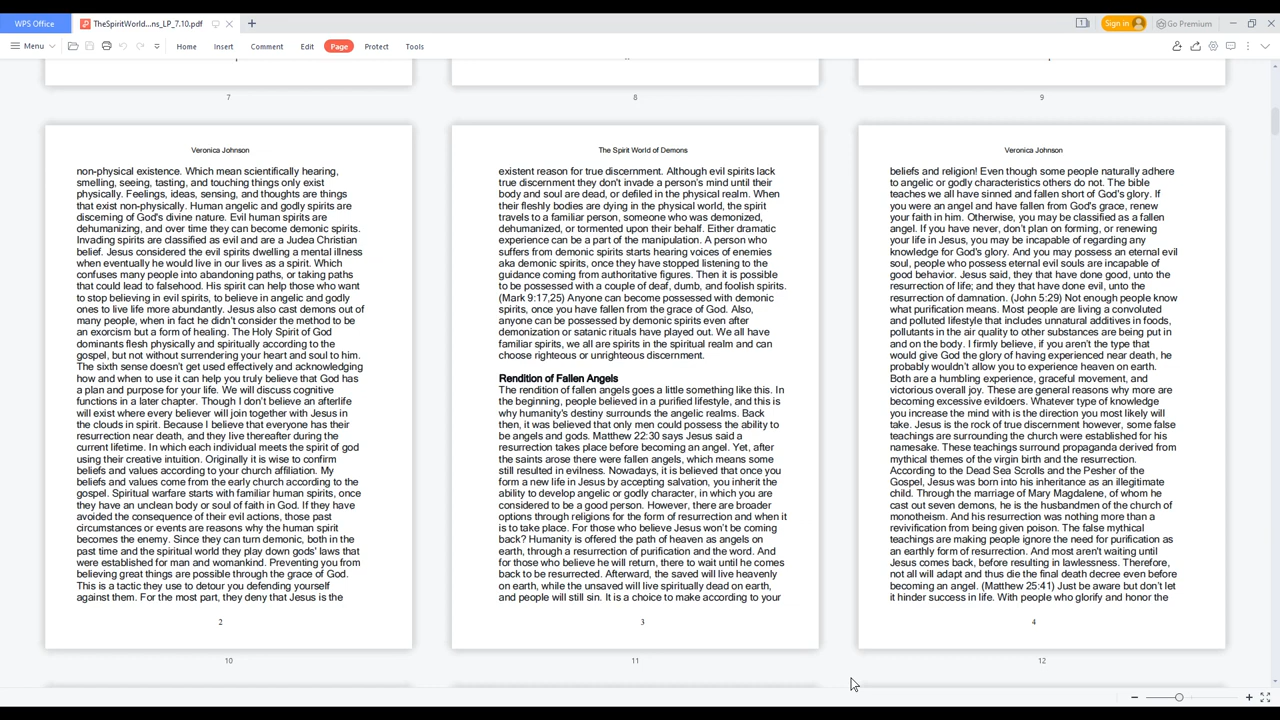 WPS Office
TheSpiritWorld...ns_LP_7.10.pdf
1
Sign in
Go Premium
Menu
Home
Insert
Comment
Edit
Page
Protect
Tools
7
8
9
Veronica Johnson
non-physical existence. Which mean scientifically hearing,
smelling, seeing, tasting, and touching things only exist
physically. Feelings, ideas, sensing, and thoughts are things
that exist non-physically. Human angelic and godly spirits are
discerning of God's divine nature. Evil human spirits are
dehumanizing, and over time they can become demonic spirits.
Invading spirits are classified as evil and are a Judea Christian
belief. Jesus considered the evil spirits dwelling a mental illness
when eventually he would live in our lives as a spirit. Which
confuses many people into abandoning paths, or taking paths
that could lead to falsehood. His spirit can help those who want
to stop believing in evil spirits, to believe in angelic and godly
ones to live life more abundantly. Jesus also cast demons out of
many people, when in fact he didn't consider the method to be
an exorcism but a form of healing. The Holy Spirit of God
dominants flesh physically and spiritually according to the
gospel, but not without surrendering your heart and soul to him.
The sixth sense doesn't get used effectively and acknowledging
how and when to use it can help you truly believe that God has
a plan and purpose for your life. We will discuss cognitive
functions in a later chapter. Though I don't believe an afterlife
will exist where every believer will join together with Jesus in
the clouds in spirit. Because I believe that everyone has their
resurrection near death, and they live thereafter during the
current lifetime. In which each individual meets the spirit of god
using their creative intuition. Originally it is wise to confirm
beliefs and values according to your church affiliation. My
beliefs and values come from the early church according to the
gospel. Spiritual warfare starts with familiar human spirits, once
they have an unclean body or soul of faith in God. If they have
avoided the consequence of their evil actions, those past
circumstances or events are reasons why the human spirit
becomes the enemy. Since they can turn demonic, both in the
past time and the spiritual world they play down gods' laws that
were established for man and womankind. Preventing you from
believing great things are possible through the grace of God.
This is a tactic they use to detour you defending yourself
against them. For the most part, they deny that Jesus is the
2
10
The Spirit World of Demons
existent reason for true discernment. Although evil spirits lack
true discernment they don't invade a person's mind until their
body and soul are dead, or defiled in the physical realm. When
their fleshly bodies are dying in the physical world, the spirit
travels to a familiar person, someone who was demonized,
dehumanized, or tormented upon their behalf. Either dramatic
experience can be a part of the manipulation. A person who
suffers from demonic spirits starts hearing voices of enemies
aka demonic spirits, once they have stopped listening to the
guidance coming from authoritative figures. Then it is possible
to be possessed with a couple of deaf, dumb, and foolish spirits.
(Mark 9:17,25) Anyone can become possessed with demonic
spirits, once you have fallen from the grace of God. Also,
anyone can be possessed by demonic spirits even after
demonization or satanic rituals have played out. We all have
familiar spirits, we all are spirits in the spiritual realm and can
choose righteous or unrighteous discernment.
Rendition of Fallen Angels
The rendition of fallen angels goes a little something like this. In
the beginning, people believed in a purified lifestyle, and this is
why humanity's destiny surrounds the angelic realms. Back
then, it was believed that only men could possess the ability to
be angels and gods. Matthew 22:30 says Jesus said a
resurrection takes place before becoming an angel. Yet, after
the saints arose there were fallen angels, which means some
still resulted in evilness. Nowadays, it is believed that once you
form a new life in Jesus by accepting salvation, you inherit the
ability to develop angelic or godly character, in which you are
considered to be a good person. However, there are broader
options through religions for the form of resurrection and when it
is to take place. For those who believe Jesus won't be coming
back? Humanity is offered the path of heaven as angels on
earth, through a resurrection of purification and the word. And
for those who believe he will return, there to wait until he comes
back to be resurrected. Afterward, the saved will live heavenly
on earth, while the unsaved will live spiritually dead on earth,
and people will still sin. It is a choice to make according to your
3
11
Veronica Johnson
beliefs and religion! Even though some people naturally adhere
to angelic or godly characteristics others do not. The bible
teaches we all have sinned and fallen short of God's glory. If
you were an angel and have fallen from God's grace, renew
your faith in him. Otherwise, you may be classified as a fallen
angel. If you have never, don't plan on forming, or renewing
your life in Jesus, you may be incapable of regarding any
knowledge for God's glory. And you may possess an eternal evil
soul, people who possess eternal evil souls are incapable of
good behavior. Jesus said, they that have done good, unto the
resurrection of life; and they that have done evil, unto the
resurrection of damnation. (John 5:29) Not enough people know
what purification means. Most people are living a convoluted
and polluted lifestyle that includes unnatural additives in foods,
pollutants in the air quality to other substances are being put in
and on the body. I firmly believe, if you aren't the type that
would give God the glory of having experienced near death, he
probably wouldn't allow you to experience heaven on earth.
Both are a humbling experience, graceful movement, and
victorious overall joy. These are general reasons why more are
becoming excessive evildoers. Whatever type of knowledge
you increase the mind with is the direction you most likely will
take. Jesus is the rock of true discernment however, some false
teachings are surrounding the church were established for his
namesake. These teachings surround propaganda derived from
mythical themes of the virgin birth and the resurrection.
According to the Dead Sea Scrolls and the Pesher of the
Gospel, Jesus was born into his inheritance as an illegitimate
child. Through the marriage of Mary Magdalene, of whom he
cast out seven demons, he is the husbandmen of the church of
monotheism. And his resurrection was nothing more than a
revivification from being given poison. The false mythical
teachings are making people ignore the need for purification as
an earthly form of resurrection. And most aren't waiting until
Jesus comes back, before resulting in lawlessness. Therefore,
not all will adapt and thus die the final death decree even before
becoming an angel. (Matthew 25:41) Just be aware but don't let
it hinder success in life. With people who glorify and honor the
4
12